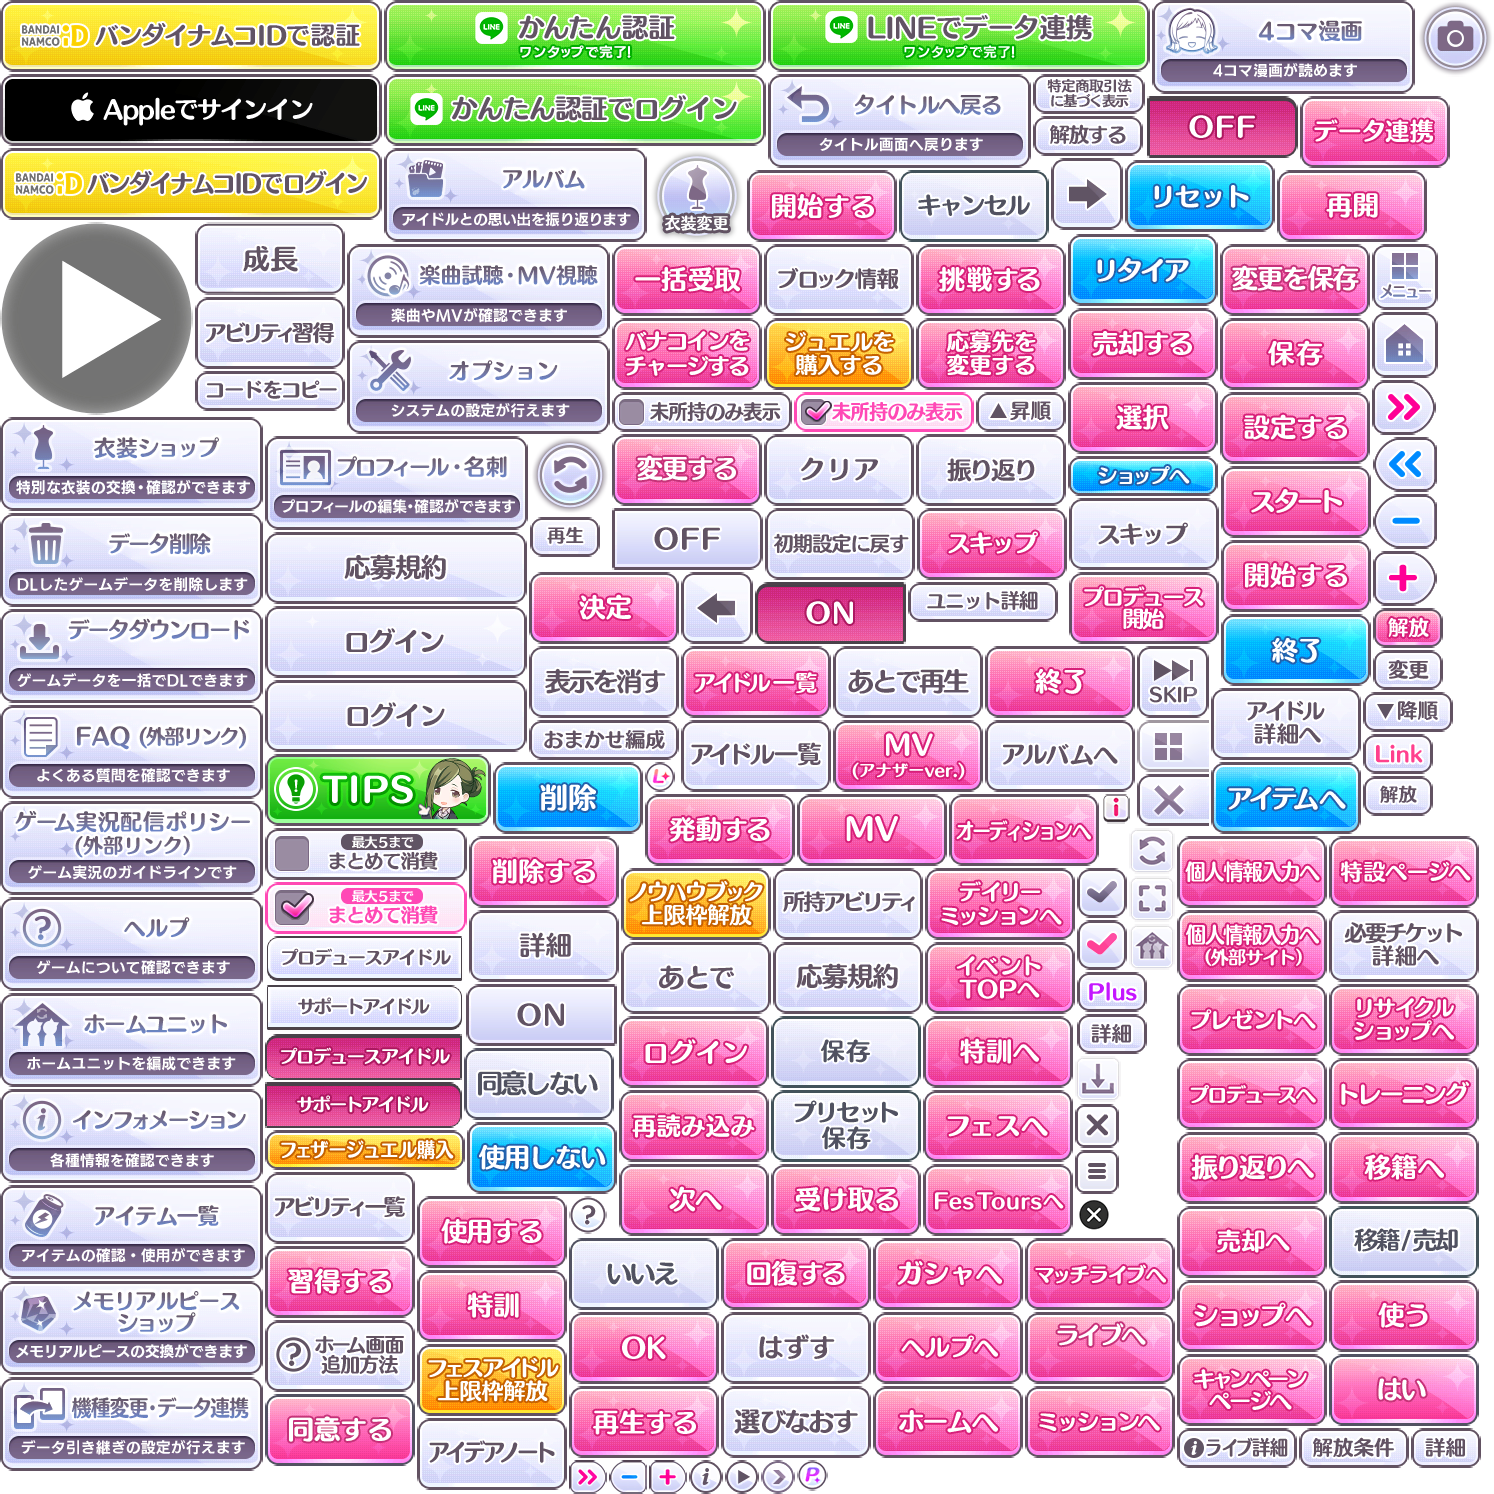 BANDAI NAMCO iD バンダイナムコIDで認証
LINE かんたん認証
ワンタップで完了!
LINE LINEでデータ連携
ワンタップで完了!
4コマ漫画
4コマ漫画が読めます
Appleでサインイン
LINE かんたん認証でログイン
タイトルへ戻る
タイトル画面へ戻ります
特定商取引法
に基づく表示
解放する
OFF
データ連携
BANDAI NAMCO iD バンダイナムコIDでログイン
アルバム
アイドルとの思い出を振り返ります
衣装変更
開始する
キャンセル
リセット
再開
成長
アビリティ習得
コードをコピー
楽曲試聴・MV視聴
楽曲やMVが確認できます
オプション
システムの設定が行えます
一括受取
ブロック情報
挑戦する
リタイア
変更を保存
メニュー
バナコインを
チャージする
ジュエルを
購入する
応募先を
変更する
売却する
保存
未所持のみ表示
未所持のみ表示
▲昇順
選択
設定する
衣装ショップ
特別な衣装の交換・確認ができます
プロフィール・名刺
プロフィールの編集・確認ができます
再生
変更する
クリア
振り返り
ショップへ
スタート
データ削除
DLしたゲームデータを削除します
応募規約
OFF
初期設定に戻す
スキップ
スキップ
開始する
決定
ON
ユニット詳細
プロデュース
開始
解放
データダウンロード
ゲームデータを一括でDLできます
ログイン
終了
変更
表示を消す
アイドル一覧
あとで再生
終了
SKIP
FAQ (外部リンク)
よくある質問を確認できます
ログイン
アイドル
詳細へ
▼降順
おまかせ編成
アイドル一覧
MV
(アナザーver.)
アルバムへ
Link
TIPS
削除
L
アイテムへ
解放
ゲーム実況配信ポリシー
(外部リンク)
ゲーム実況のガイドラインです
発動する
MV
オーディションへ
i
最大5まで
まとめて消費
最大5まで
まとめて消費
削除する
個人情報入力へ
特設ページへ
ヘルプ
ゲームについて確認できます
ノウハウブック
上限枠解放
所持アビリティ
デイリー
ミッションへ
プロデュースアイドル
詳細
個人情報入力へ
(外部サイト)
必要チケット
詳細へ
サポートアイドル
あとで
応募規約
イベント
TOPへ
Plus
ホームユニット
ホームユニットを編成できます
ON
プレゼントへ
リサイクル
ショップへ
プロデュースアイドル
ログイン
保存
特訓へ
詳細
サポートアイドル
同意しない
プロデュースへ
トレーニング
インフォメーション
各種情報を確認できます
フェザージュエル購入
使用しない
再読み込み
プリセット
保存
フェスへ
振り返りへ
移籍へ
アイテム一覧
アイテムの確認・使用ができます
アビリティ一覧
使用する
?
次へ
受け取る
Fes Toursへ
売却へ
移籍/売却
習得する
いいえ
回復する
ガシャへ
マッチライブへ
メモリアルピース
ショップ
メモリアルピースの交換ができます
特訓
ショップへ
使う
? ホーム画面
追加方法
OK
はずす
ヘルプへ
ライブへ
フェスアイドル
上限枠解放
キャンペーン
ページへ
はい
機種変更・データ連携
データ引き継ぎの設定が行えます
同意する
アイデアノート
再生する
選びなおす
ホームへ
ミッションへ
i ライブ詳細
解放条件
詳細
i
P